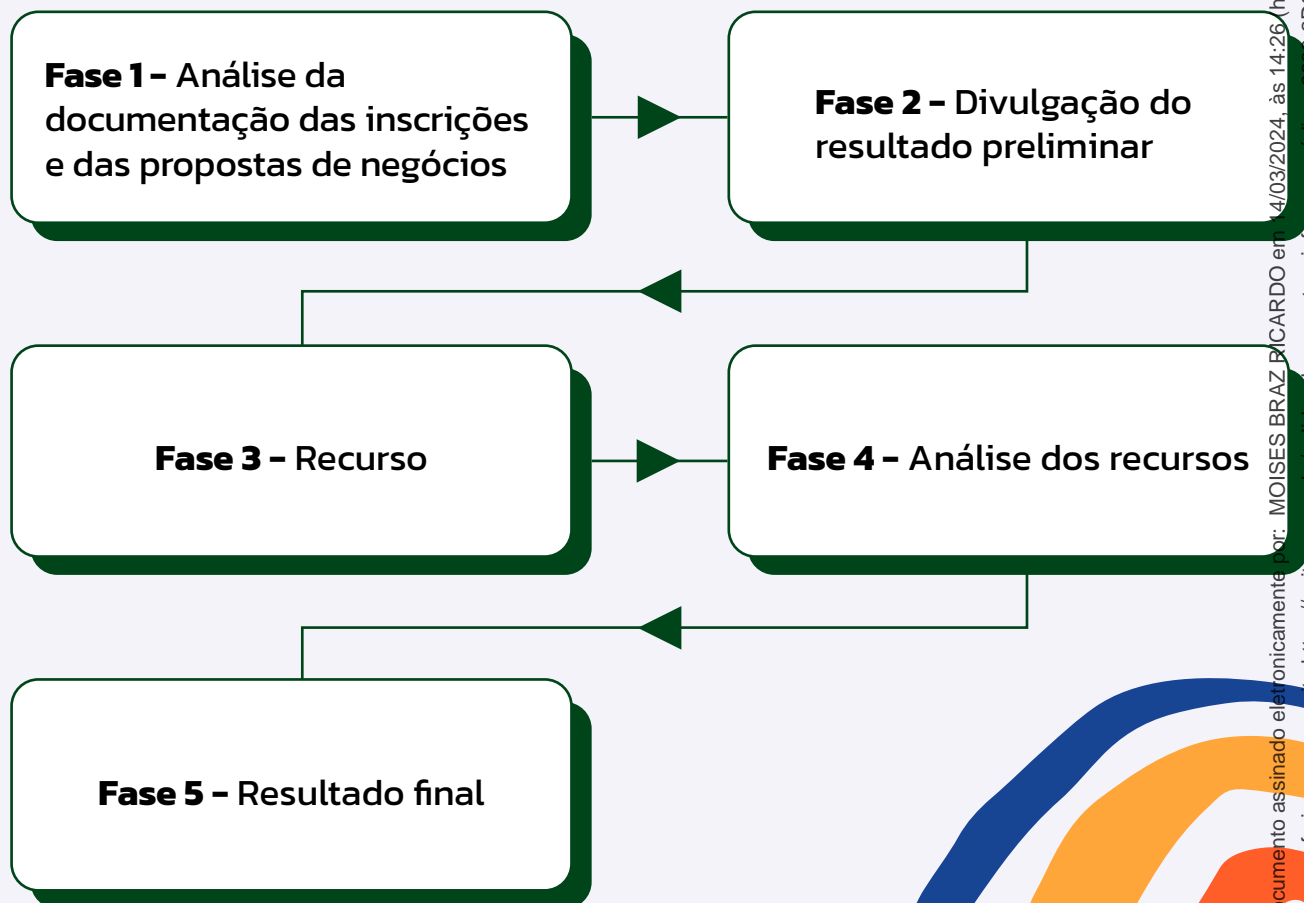 Fase 1 - Análise da
documentação das inscrições
e das propostas de negócios
Fase 2 - Divulgação do
resultado preliminar
Fase 3 - Recurso
Fase 4 - Análise dos recursos
Fase 5 - Resultado final
assinado eletronicamente por: MOISES BRAZ RICARDO em 14/03/2024, às 14:26